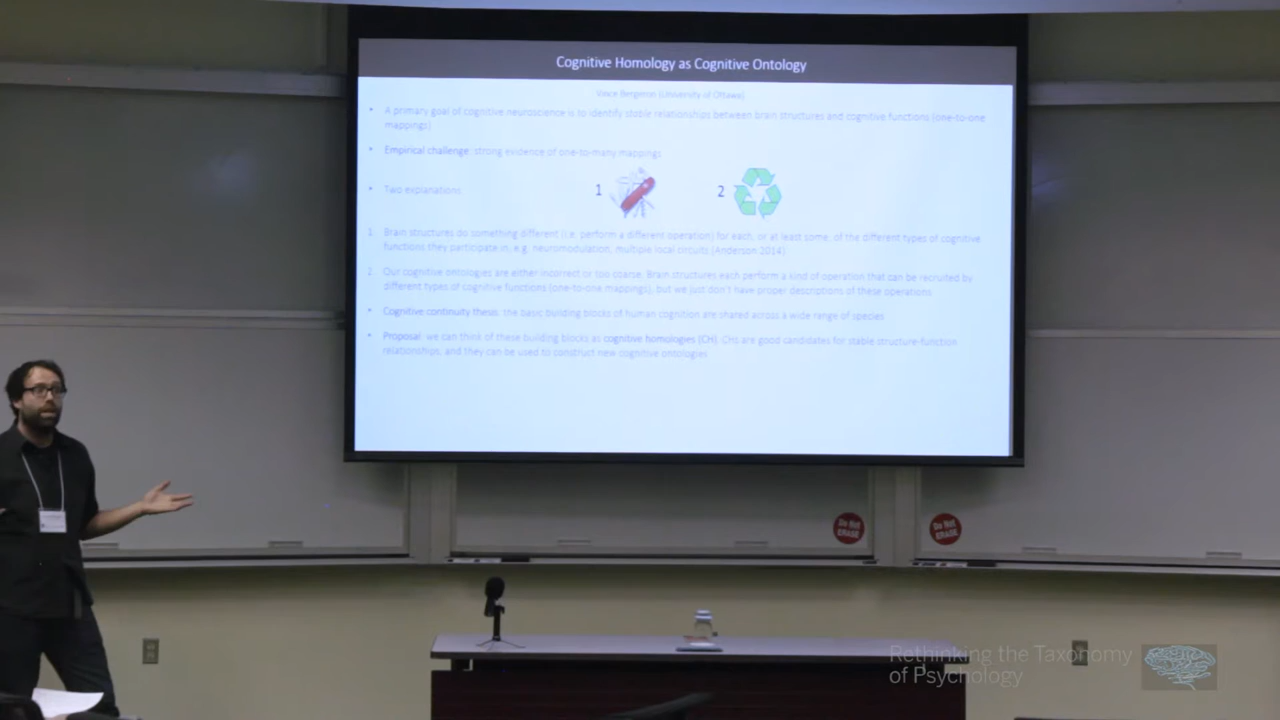 Cognitive Homology as Cognitive Ontology
Vince Bergeron (University of Ottawa)
• A primary goal of cognitive neuroscience is to identify stable relationships between brain structures and cognitive functions (one-to-one
mappings)
• Empirical challenge: strong evidence of one-to-many mappings
• Two explanations
1
2
1. Brain structures do something different (i.e. perform a different operation) for each, or at least some, of the different types of cognitive
functions they participate in, e.g. neuromodulation, multiple local circuits (Anderson 2014)
2. Our cognitive ontologies are either incorrect or too coarse. Brain structures each perform a kind of operation that can be recruited by
different types of cognitive functions (one-to-one mappings), but we just don't have proper descriptions of these operations
• Cognitive continuity thesis: the basic building blocks of human cognition are shared across a wide range of species
• Proposal: we can think of these building blocks as cognitive homologies (CH). CHs are good candidates for stable structure-function
relationships, and they can be used to construct new cognitive ontologies
Do Not
ERASE
Do Not
ERASE
Rethinking the Taxonomy
of Psychology